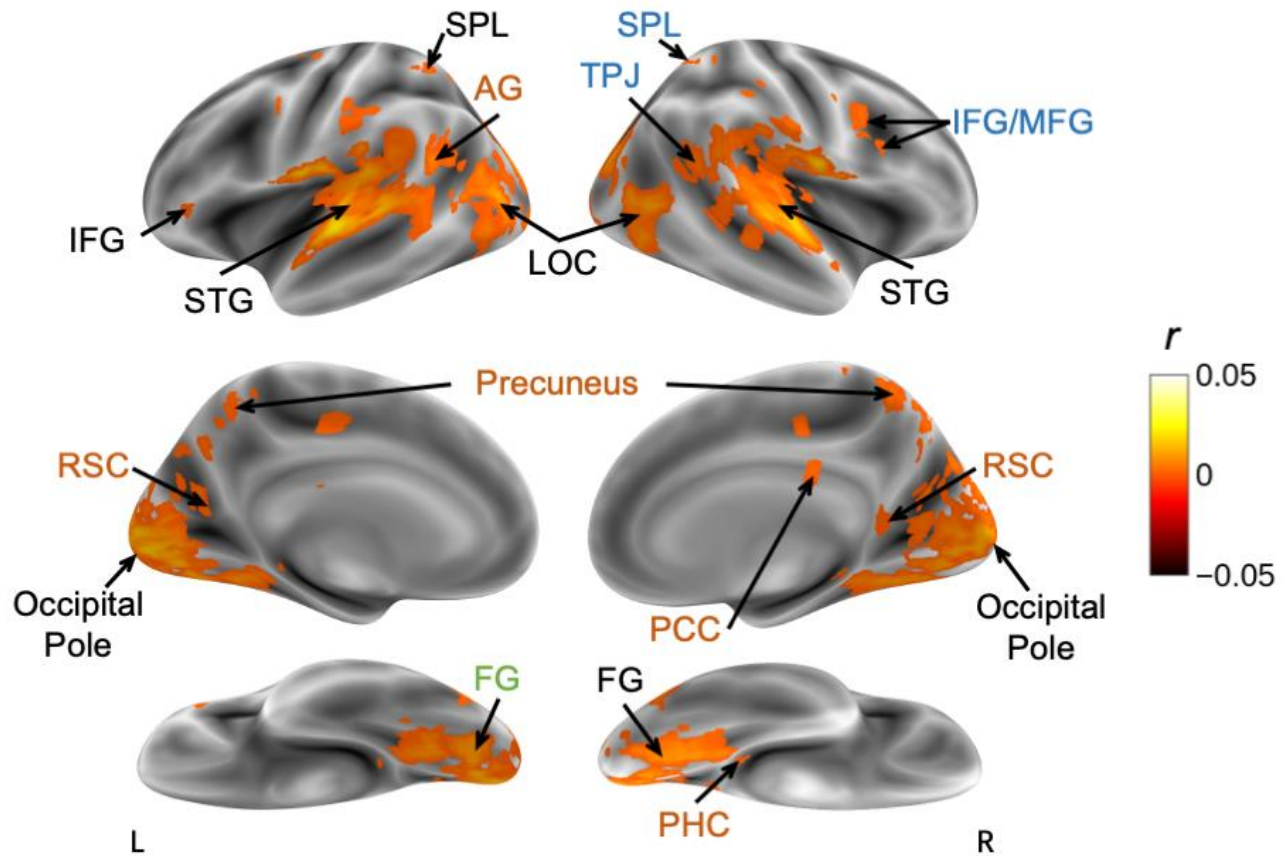 SPL
SPL
AG
TPJ
IFG/MFG
IFG
LOC
STG
STG
r
0.05
Precuneus
RSC
RSC
0
−0.05
Occipital
Pole
PCC
Occipital
Pole
FG
FG
PHC
L
R